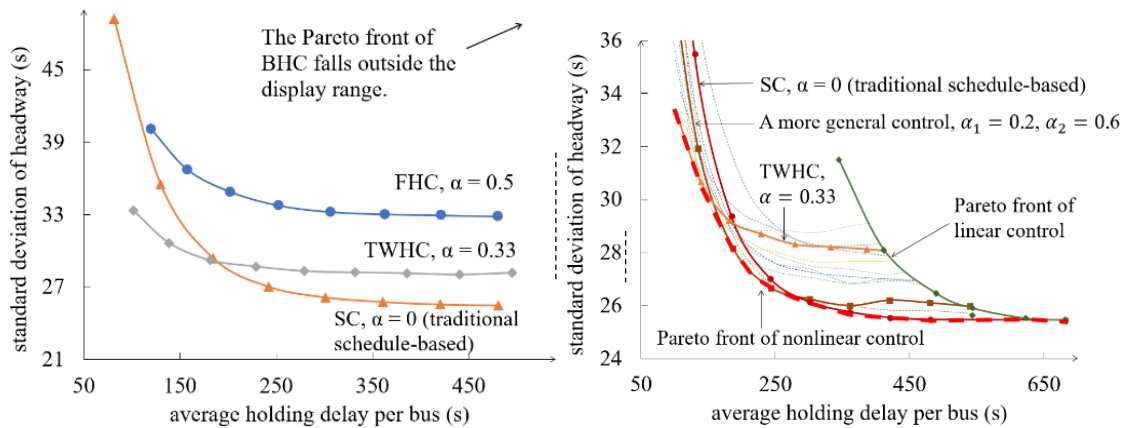 standard deviation of headway (s)
45
39
33
27
21
50
150
250
350
450
average holding delay per bus (s)
The Pareto front of
BHC falls outside the
display range.
FHC, α = 0.5
TWHC, α = 0.33
SC, α = 0 (traditional
schedule-based)
standard deviation of headway (s)
36
34
32
30
28
26
24
50
250
450
650
average holding delay per bus (s)
SC, α = 0 (traditional schedule-based)
A more general control, α₁ = 0.2, α₂ = 0.6
TWHC,
α = 0.33
Pareto front of
linear control
Pareto front of nonlinear control